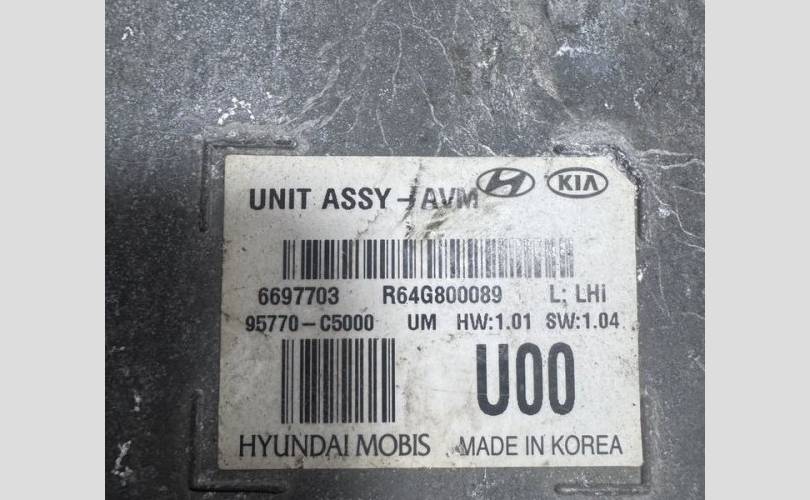 UNIT ASSY-AVM KIA
6697703 R64G800089 L: LHi
95770-C5000 UM HW:1.01 SW:1.04
U00
HYUNDAI MOBIS MADE IN KOREA